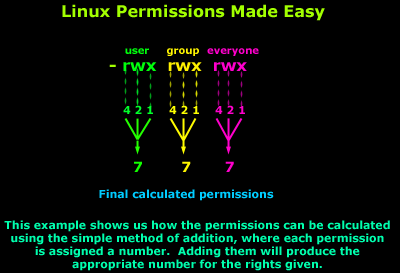 Linux Permissions Made Easy
user group everyone
- rwx rwx rwx
4 2 1 4 2 1 4 2 1
7 7 7
Final calculated permissions
This example shows us how the permissions can be calculated
using the simple method of addition, where each permission
is assigned a number. Adding them will produce the
appropriate number for the rights given.